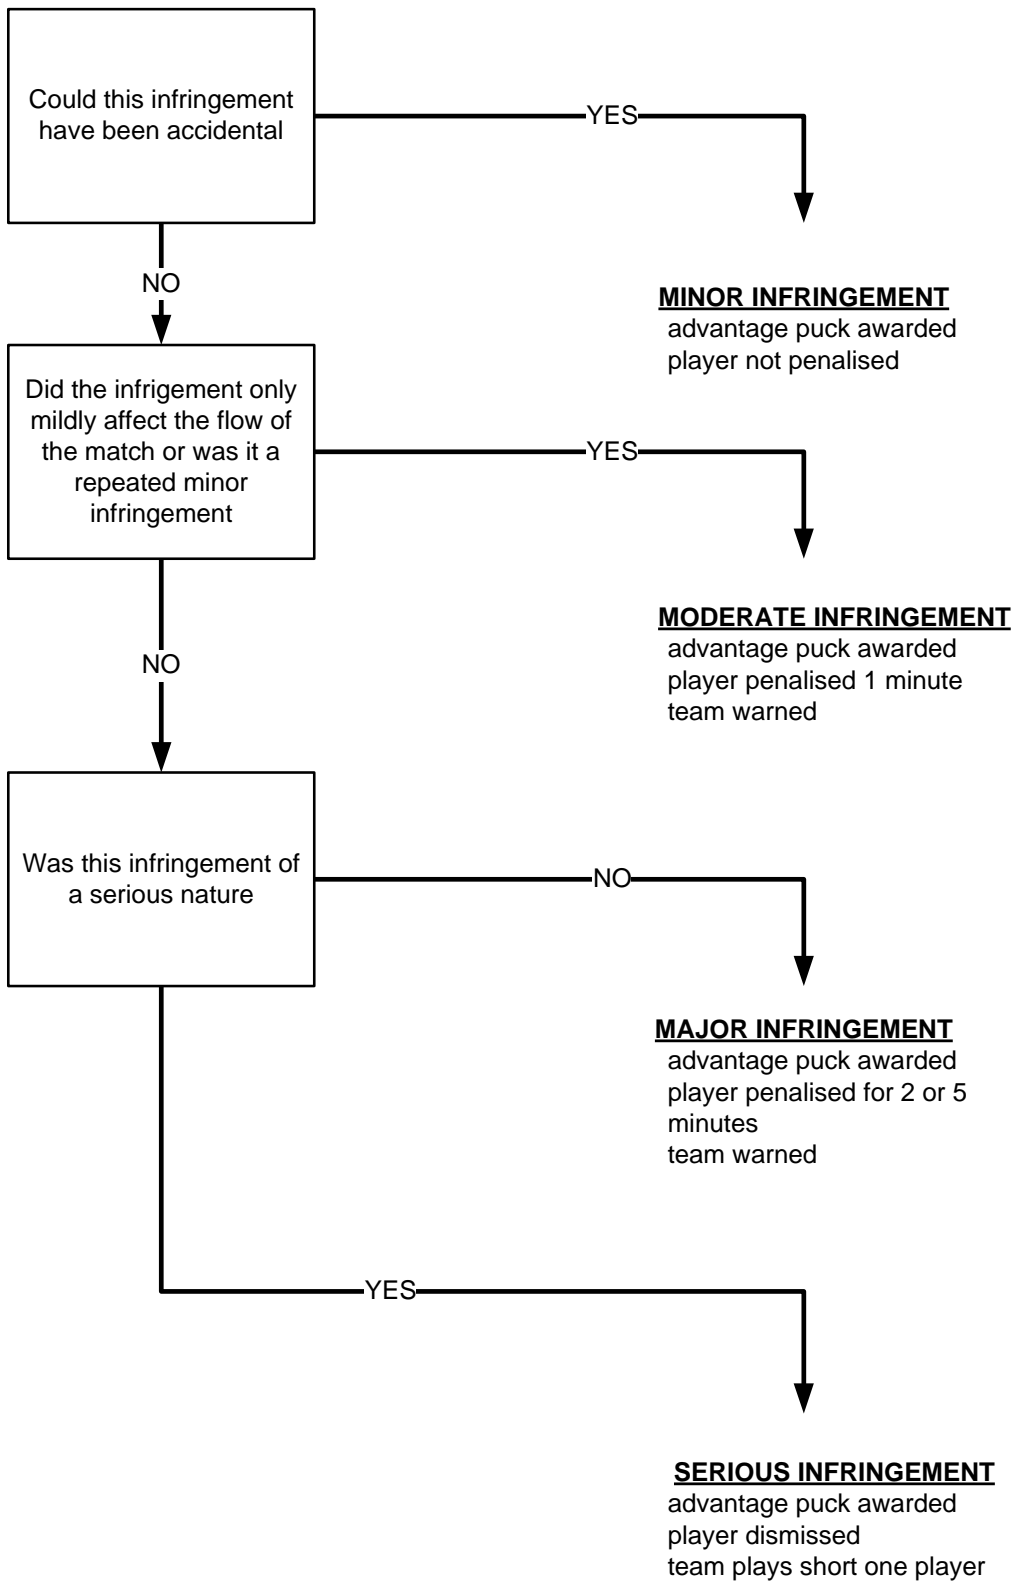 Could this infringement
have been accidental
YES
NO
MINOR INFRINGEMENT
advantage puck awarded
player not penalised
Did the infrigement only
mildly affect the flow of
the match or was it a
repeated minor
infringement
YES
NO
MODERATE INFRINGEMENT
advantage puck awarded
player penalised 1 minute
team warned
Was this infringement of
a serious nature
NO
MAJOR INFRINGEMENT
advantage puck awarded
player penalised for 2 or 5
minutes
team warned
YES
SERIOUS INFRINGEMENT
advantage puck awarded
player dismissed
team plays short one player